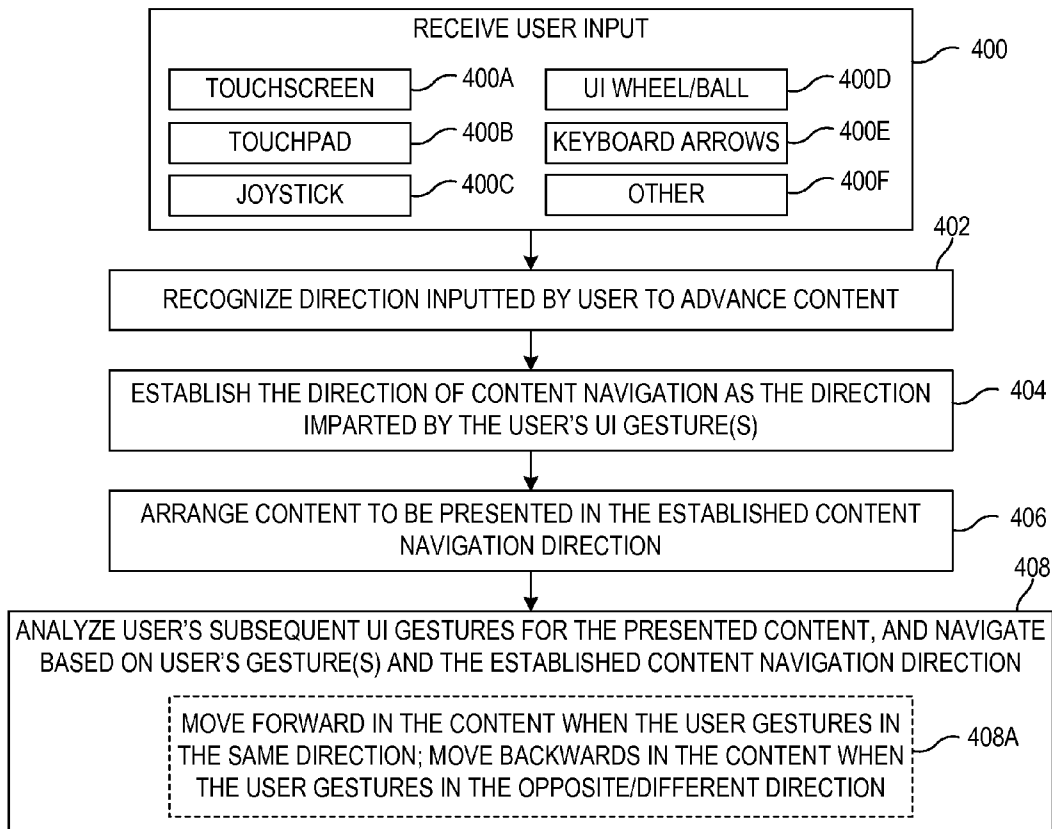 RECEIVE USER INPUT
400
TOUCHSCREEN
400A
UI WHEEL/BALL
400D
TOUCHPAD
400B
KEYBOARD ARROWS
400E
JOYSTICK
400C
OTHER
400F
402
RECOGNIZE DIRECTION INPUTTED BY USER TO ADVANCE CONTENT
ESTABLISH THE DIRECTION OF CONTENT NAVIGATION AS THE DIRECTION
IMPARTED BY THE USER'S UI GESTURE(S)
404
ARRANGE CONTENT TO BE PRESENTED IN THE ESTABLISHED CONTENT
NAVIGATION DIRECTION
406
408
ANALYZE USER'S SUBSEQUENT UI GESTURES FOR THE PRESENTED CONTENT, AND NAVIGATE
BASED ON USER'S GESTURE(S) AND THE ESTABLISHED CONTENT NAVIGATION DIRECTION
MOVE FORWARD IN THE CONTENT WHEN THE USER GESTURES IN
THE SAME DIRECTION; MOVE BACKWARDS IN THE CONTENT WHEN
THE USER GESTURES IN THE OPPOSITE/DIFFERENT DIRECTION
408A